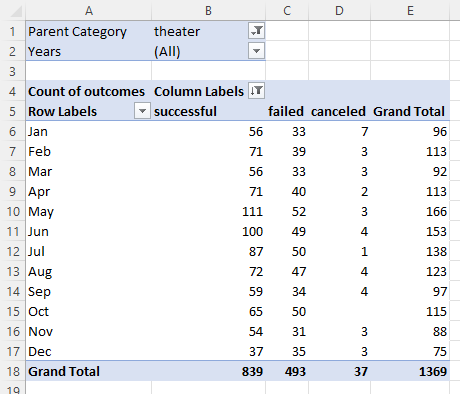 A B C D E
1 Parent Category theater
2 Years (All)
3
4 Count of outcomes Column Labels
5 Row Labels successful failed canceled Grand Total
6 Jan 56 33 7 96
7 Feb 71 39 3 113
8 Mar 56 33 3 92
9 Apr 71 40 2 113
10 May 111 52 3 166
11 Jun 100 49 4 153
12 Jul 87 50 1 138
13 Aug 72 47 4 123
14 Sep 59 34 4 97
15 Oct 65 50 115
16 Nov 54 31 3 88
17 Dec 37 35 3 75
18 Grand Total 839 493 37 1369
19